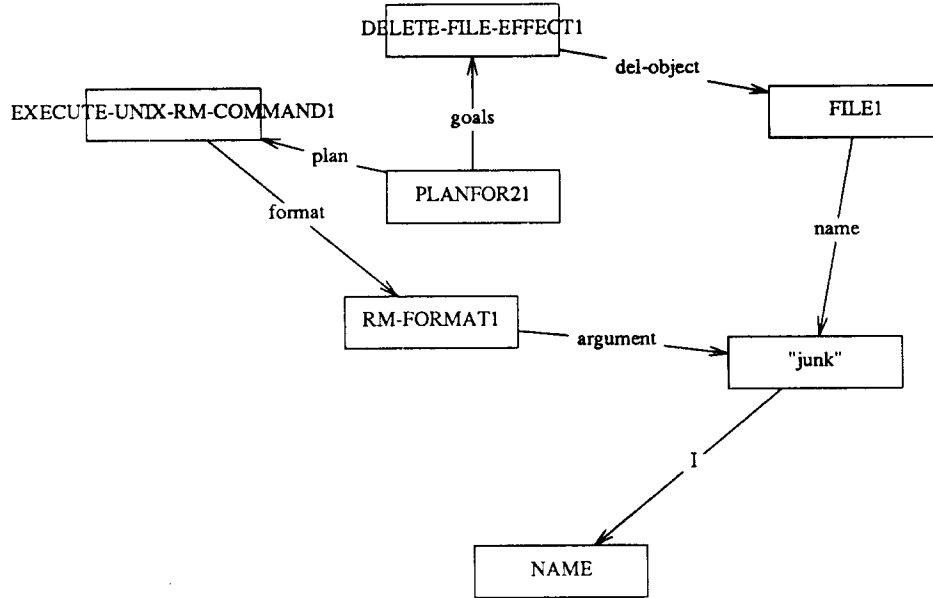 DELETE-FILE-EFFECT1
del-object
EXECUTE-UNIX-RM-COMMAND1
goals
FILE1
plan
PLANFOR21
format
name
RM-FORMAT1
argument
"junk"
I
NAME